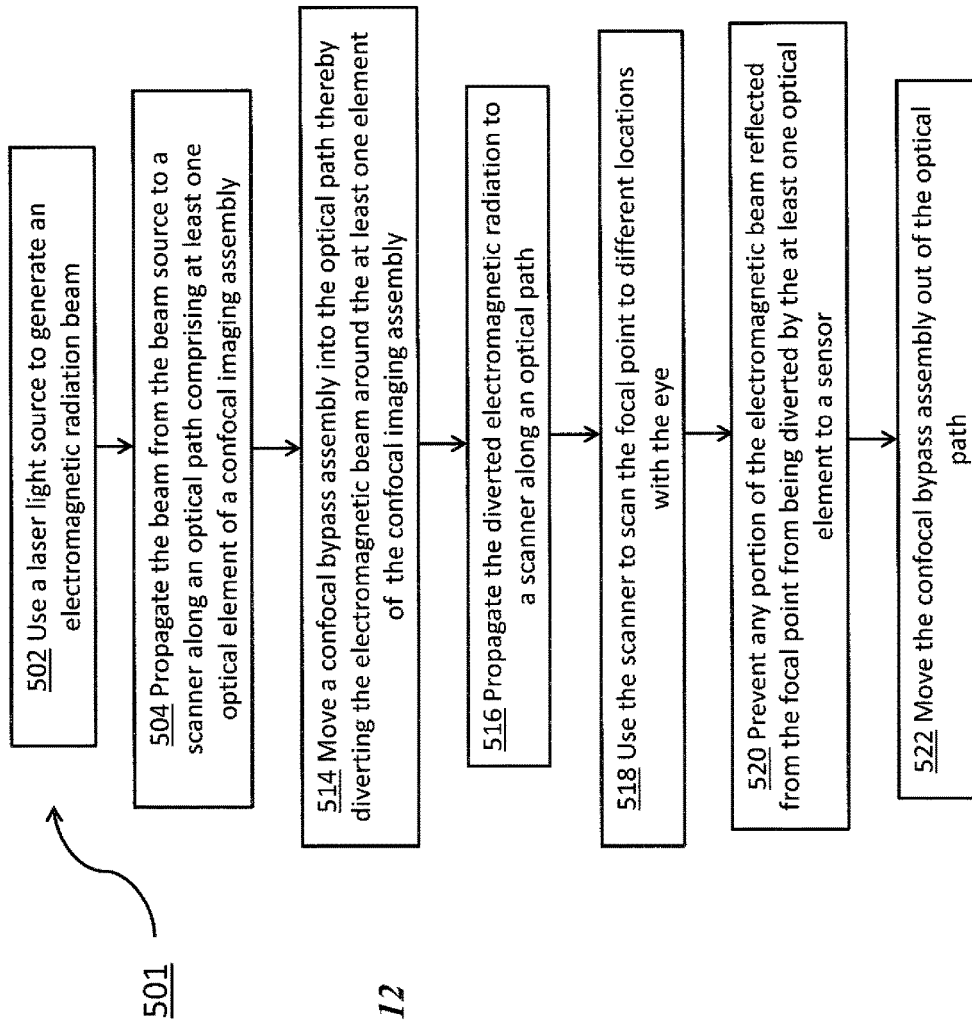 502 Use a laser light source to generate an
electromagnetic radiation beam
504 Propagate the beam from the beam source to a
scanner along an optical path comprising at least one
optical element of a confocal imaging assembly
514 Move a confocal bypass assembly into the optical path thereby
diverting the electromagnetic beam around the at least one element
of the confocal imaging assembly
516 Propagate the diverted electromagnetic radiation to
a scanner along an optical path
518 Use the scanner to scan the focal point to different locations
with the eye
520 Prevent any portion of the electromagnetic beam reflected
from the focal point from being diverted by the at least one optical
element to a sensor
522 Move the confocal bypass assembly out of the optical
path
501
12